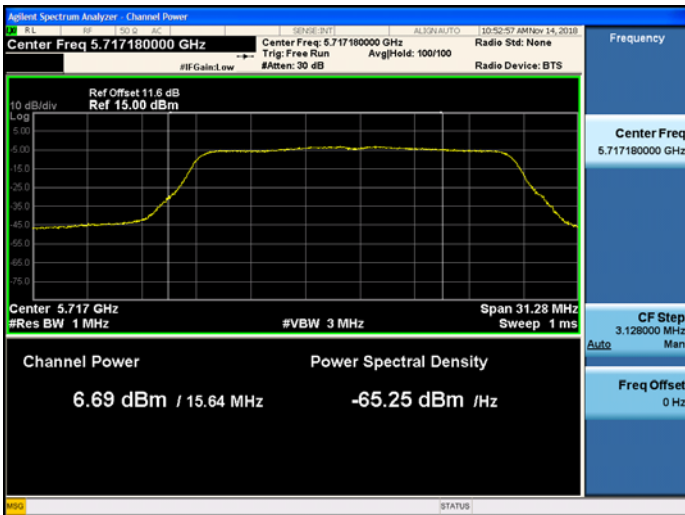 Agilent Spectrum Analyzer - Channel Power
RL RF 50 Ω AC SENSE:INT ALIGN AUTO 10:52:57 AM Nov 14, 2018
Center Freq 5.717180000 GHz
Center Freq: 5.717180000 GHz
Radio Std: None
Trig: Free Run Avg|Hold: 100/100
#IFGain:Low
#Atten: 30 dB
Radio Device: BTS
Frequency
Ref Offset 11.6 dB
10 dB/div Ref 15.00 dBm
Log
5.00
-5.00
-15.0
-25.0
-35.0
-45.0
-55.0
-65.0
-75.0
Center 5.717 GHz
Span 31.28 MHz
#Res BW 1 MHz
#VBW 3 MHz
Sweep 1 ms
Channel Power
Power Spectral Density
6.69 dBm / 15.64 MHz
-65.25 dBm /Hz
Center Freq
5.717180000 GHz
CF Step
3.128000 MHz
Auto Man
Freq Offset
0 Hz
MSG
STATUS